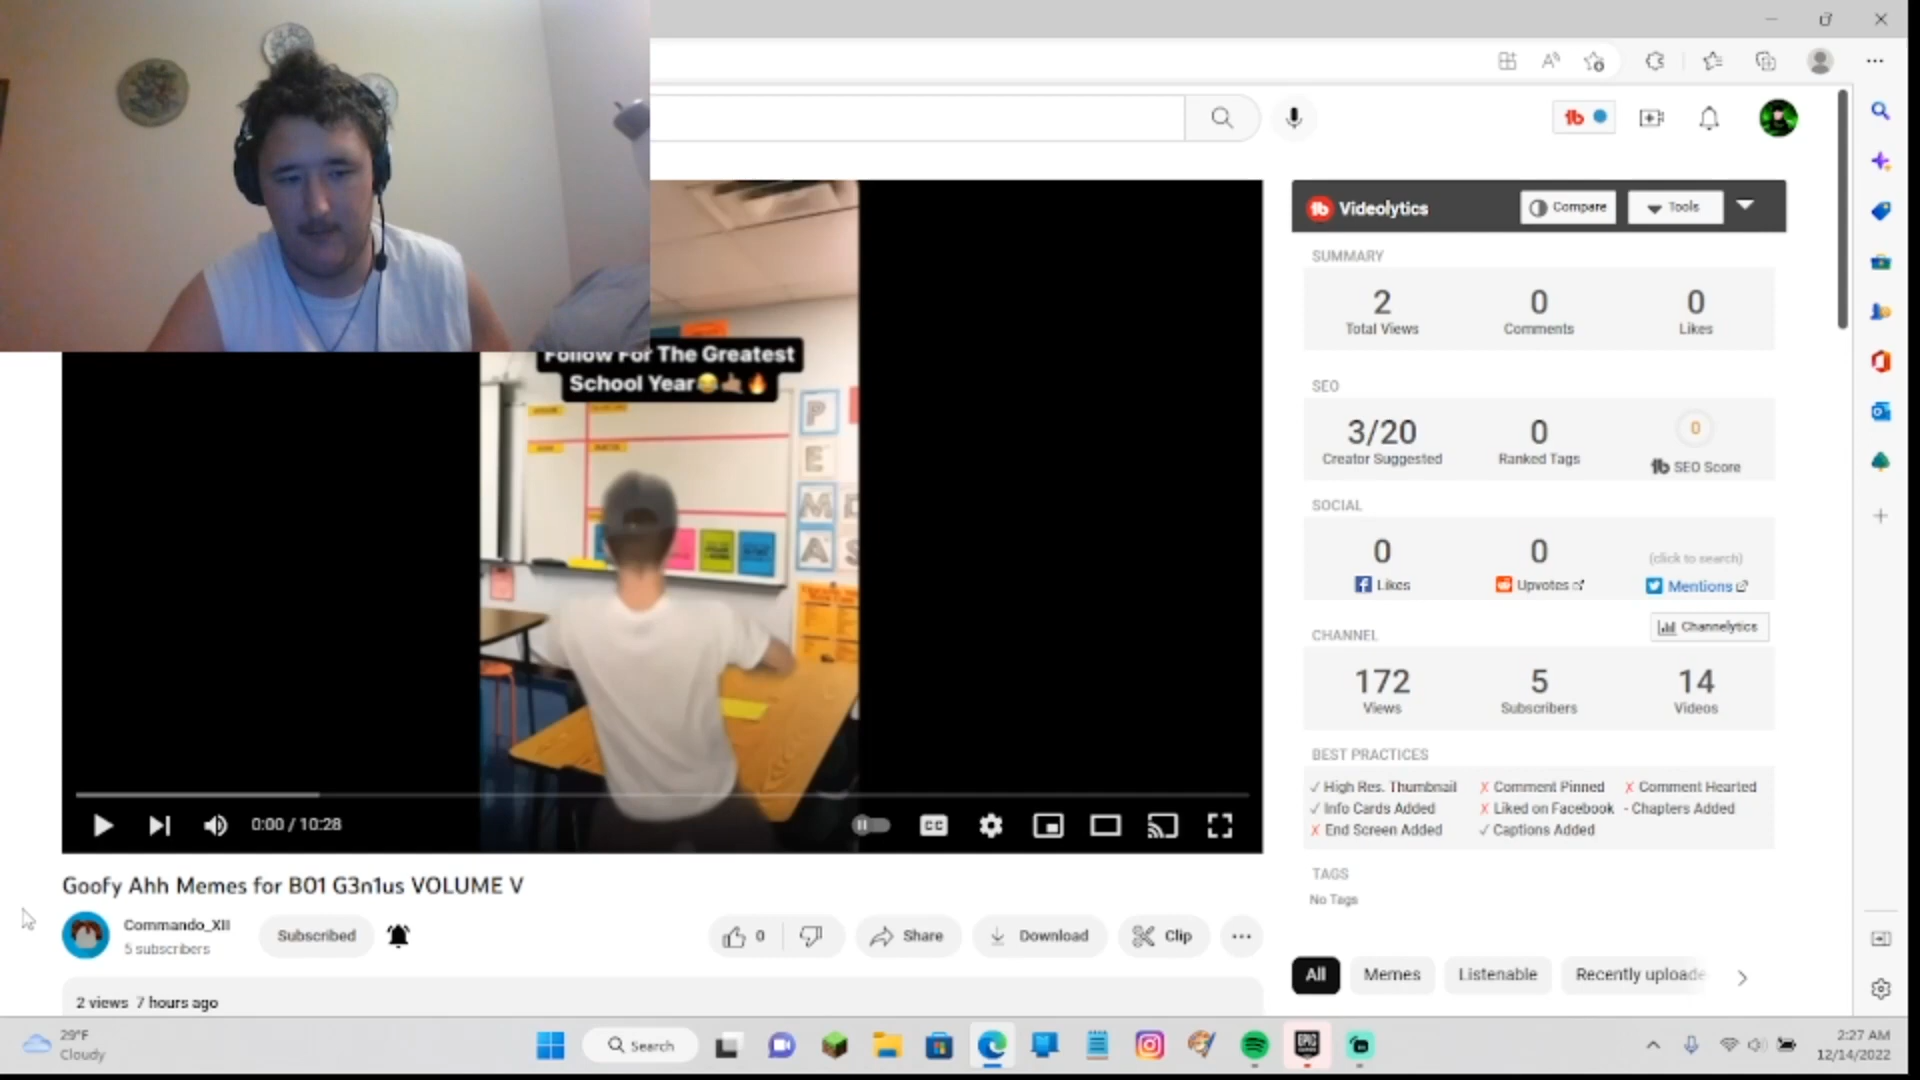 Follow For The Greatest
School Year😂🤙🏽🔥
P
E
M
A
D
S
CC
0:00 / 10:28
Goofy Ahh Memes for B01 G3n1us VOLUME V
Commando_XII
5 subscribers
Subscribed
0
Share
Download
Clip
2 views 7 hours ago
tb
tb Videolytics
Compare
Tools
SUMMARY
2 0 0
Total Views Comments Likes
SEO
3/20 0 0
Creator Suggested Ranked Tags tb SEO Score
SOCIAL
0 0 (click to search)
Likes Upvotes Mentions
CHANNEL
Channelytics
172 5 14
Views Subscribers Videos
BEST PRACTICES
✓ High Res. Thumbnail ✗ Comment Pinned ✗ Comment Hearted
✓ Info Cards Added ✗ Liked on Facebook - Chapters Added
✗ End Screen Added ✓ Captions Added
TAGS
No Tags
All Memes Listenable Recently uploade
29°F
Cloudy
Search
EPIC
2:27 AM
12/14/2022